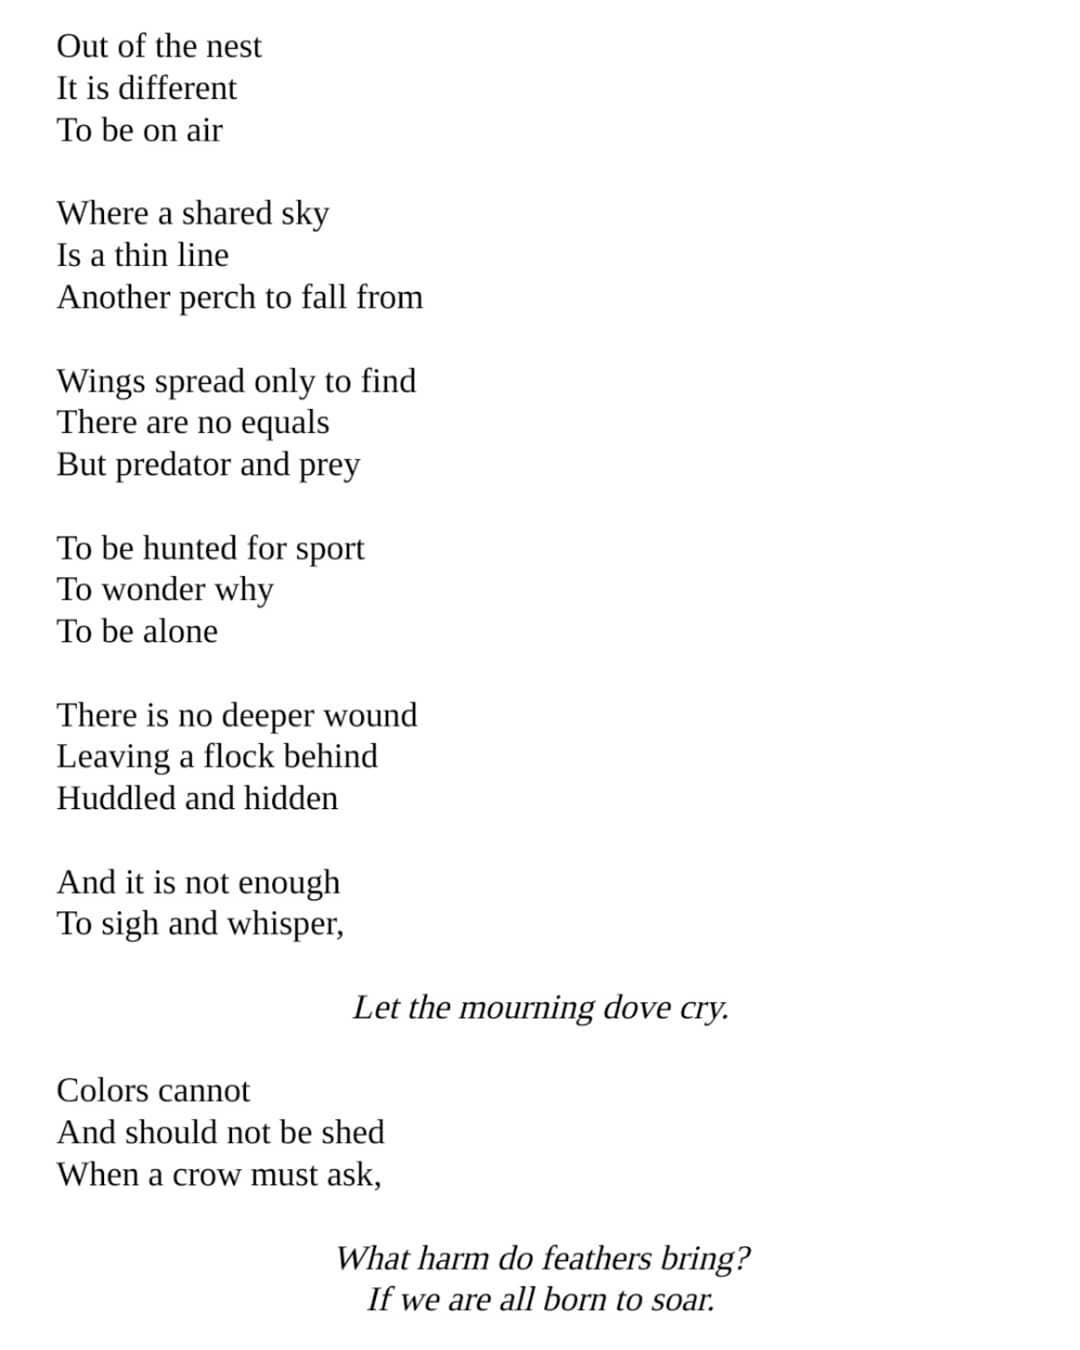 Out of the nest
It is different
To be on air
Where a shared sky
Is a thin line
Another perch to fall from
Wings spread only to find
There are no equals
But predator and prey
To be hunted for sport
To wonder why
To be alone
There is no deeper wound
Leaving a flock behind
Huddled and hidden
And it is not enough
To sigh and whisper,
Let the mourning dove cry.
Colors cannot
And should not be shed
When a crow must ask,
What harm do feathers bring?
If we are all born to soar.